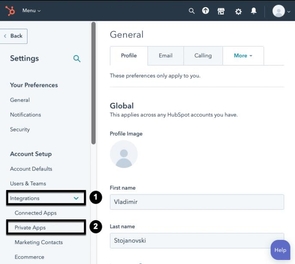 Menu
General
Back
Settings
Profile
Email
Calling
More
These preferences only apply to you.
Your Preferences
General
Notifications
Security
Global
This applies across any HubSpot accounts you have.
Profile Image
Account Setup
Account Defaults
Users & Teams
Integrations
1
Connected Apps
Private Apps
2
Marketing Contacts
Ecommerce
First name
Vladimir
Last name
Stojanovski
Help